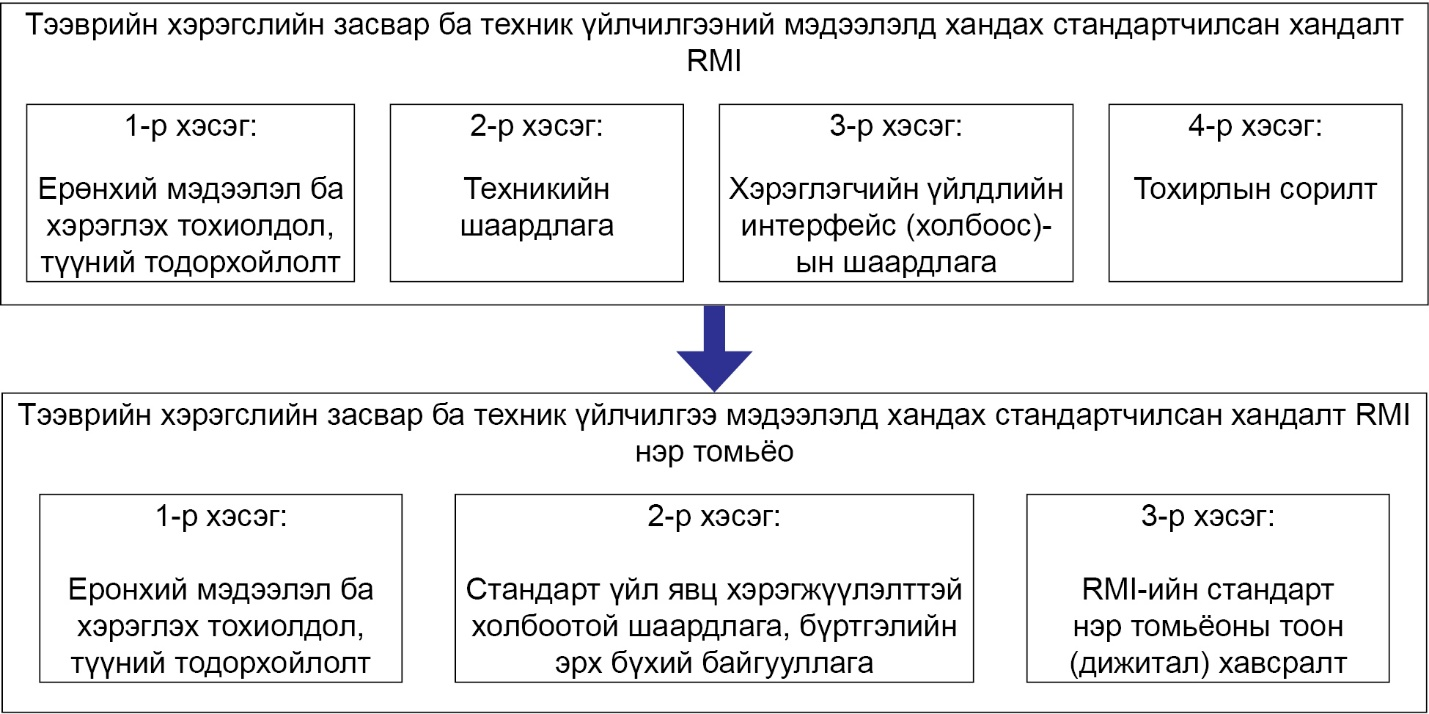 Тээврийн хэрэгслийн засвар ба техник үйлчилгээний мэдээлэлд хандах стандартчилсан хандалт
RMI
1-р хэсэг:
Ерөнхий мэдээлэл ба
хэрэглэх тохиолдол,
түүний тодорхойлолт
2-р хэсэг:
Техникийн
шаардлага
3-р хэсэг:
Хэрэглэгчийн үйлдлийн
интерфейс (холбоос)-
ын шаардлага
4-р хэсэг:
Тохирлын сорилт
Тээврийн хэрэгслийн засвар ба техник үйлчилгээ мэдээлэлд хандах стандартчилсан хандалт RMI
нэр томьёо
1-р хэсэг:
Еронхий мэдээлэл ба
хэрэглэх тохиолдол,
түүний тодорхойлолт
2-р хэсэг:
Стандарт үйл явц хэрэгжүүлэлттэй
холбоотой шаардлага, бүртгэлийн
эрх бүхий байгууллага
3-р хэсэг:
RMI-ийн стандарт
нэр томьёоны тоон
(дижитал) хавсралт